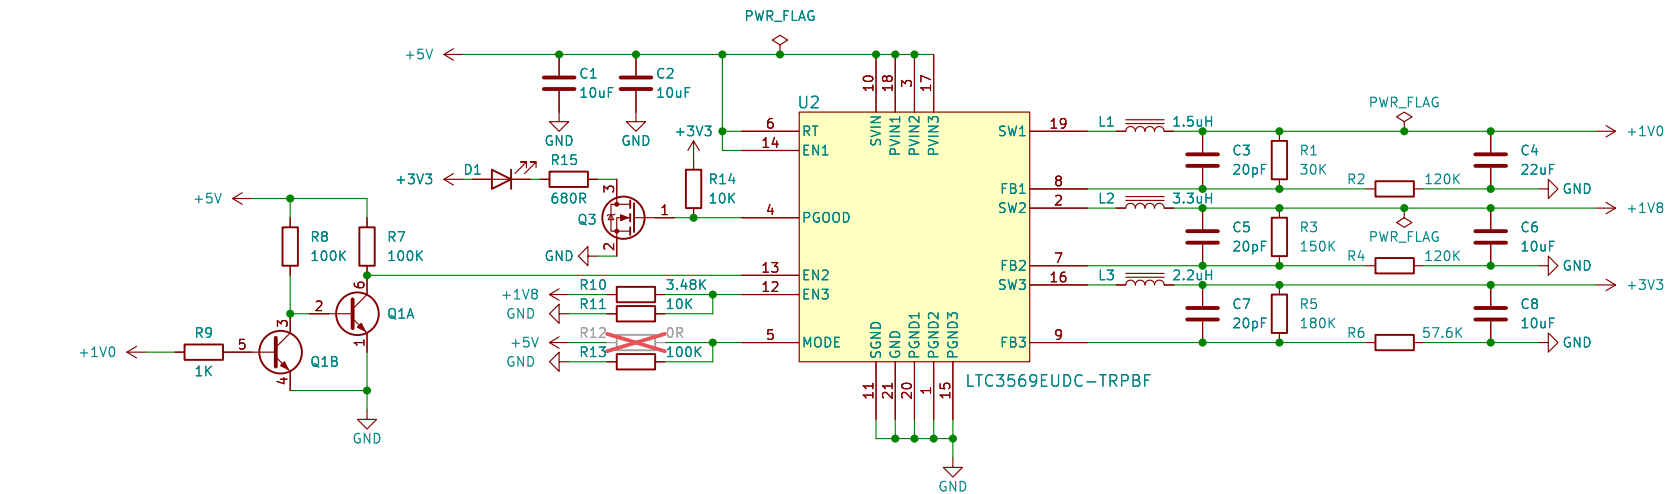 PWR_FLAG
+5V
C1
10uF
GND
C2
10uF
GND
+3V3
D1
R15
680R
+3V3
R14
10K
Q3
3
1
2
GND
+5V
R8
100K
R7
100K
6
2
Q1A
1
3
+1V0
R9
1K
5
Q1B
4
GND
+1V8
R10
3.48K
GND
R11
10K
+5V
R12
0R
GND
R13
100K
U2
10
18
3
17
SVIN
PVIN1
PVIN2
PVIN3
6
RT
14
EN1
4
PGOOD
13
EN2
12
EN3
5
MODE
SW1
19
FB1
8
SW2
2
FB2
7
SW3
16
FB3
9
SGND
GND
PGND1
PGND2
PGND3
11
21
20
1
15
LTC3569EUDC-TRPBF
GND
L1
1.5uH
PWR_FLAG
+1V0
C3
20pF
R1
30K
R2
120K
C4
22uF
GND
L2
3.3uH
+1V8
PWR_FLAG
C5
20pF
R3
150K
R4
120K
C6
10uF
GND
L3
2.2uH
+3V3
C7
20pF
R5
180K
R6
57.6K
C8
10uF
GND